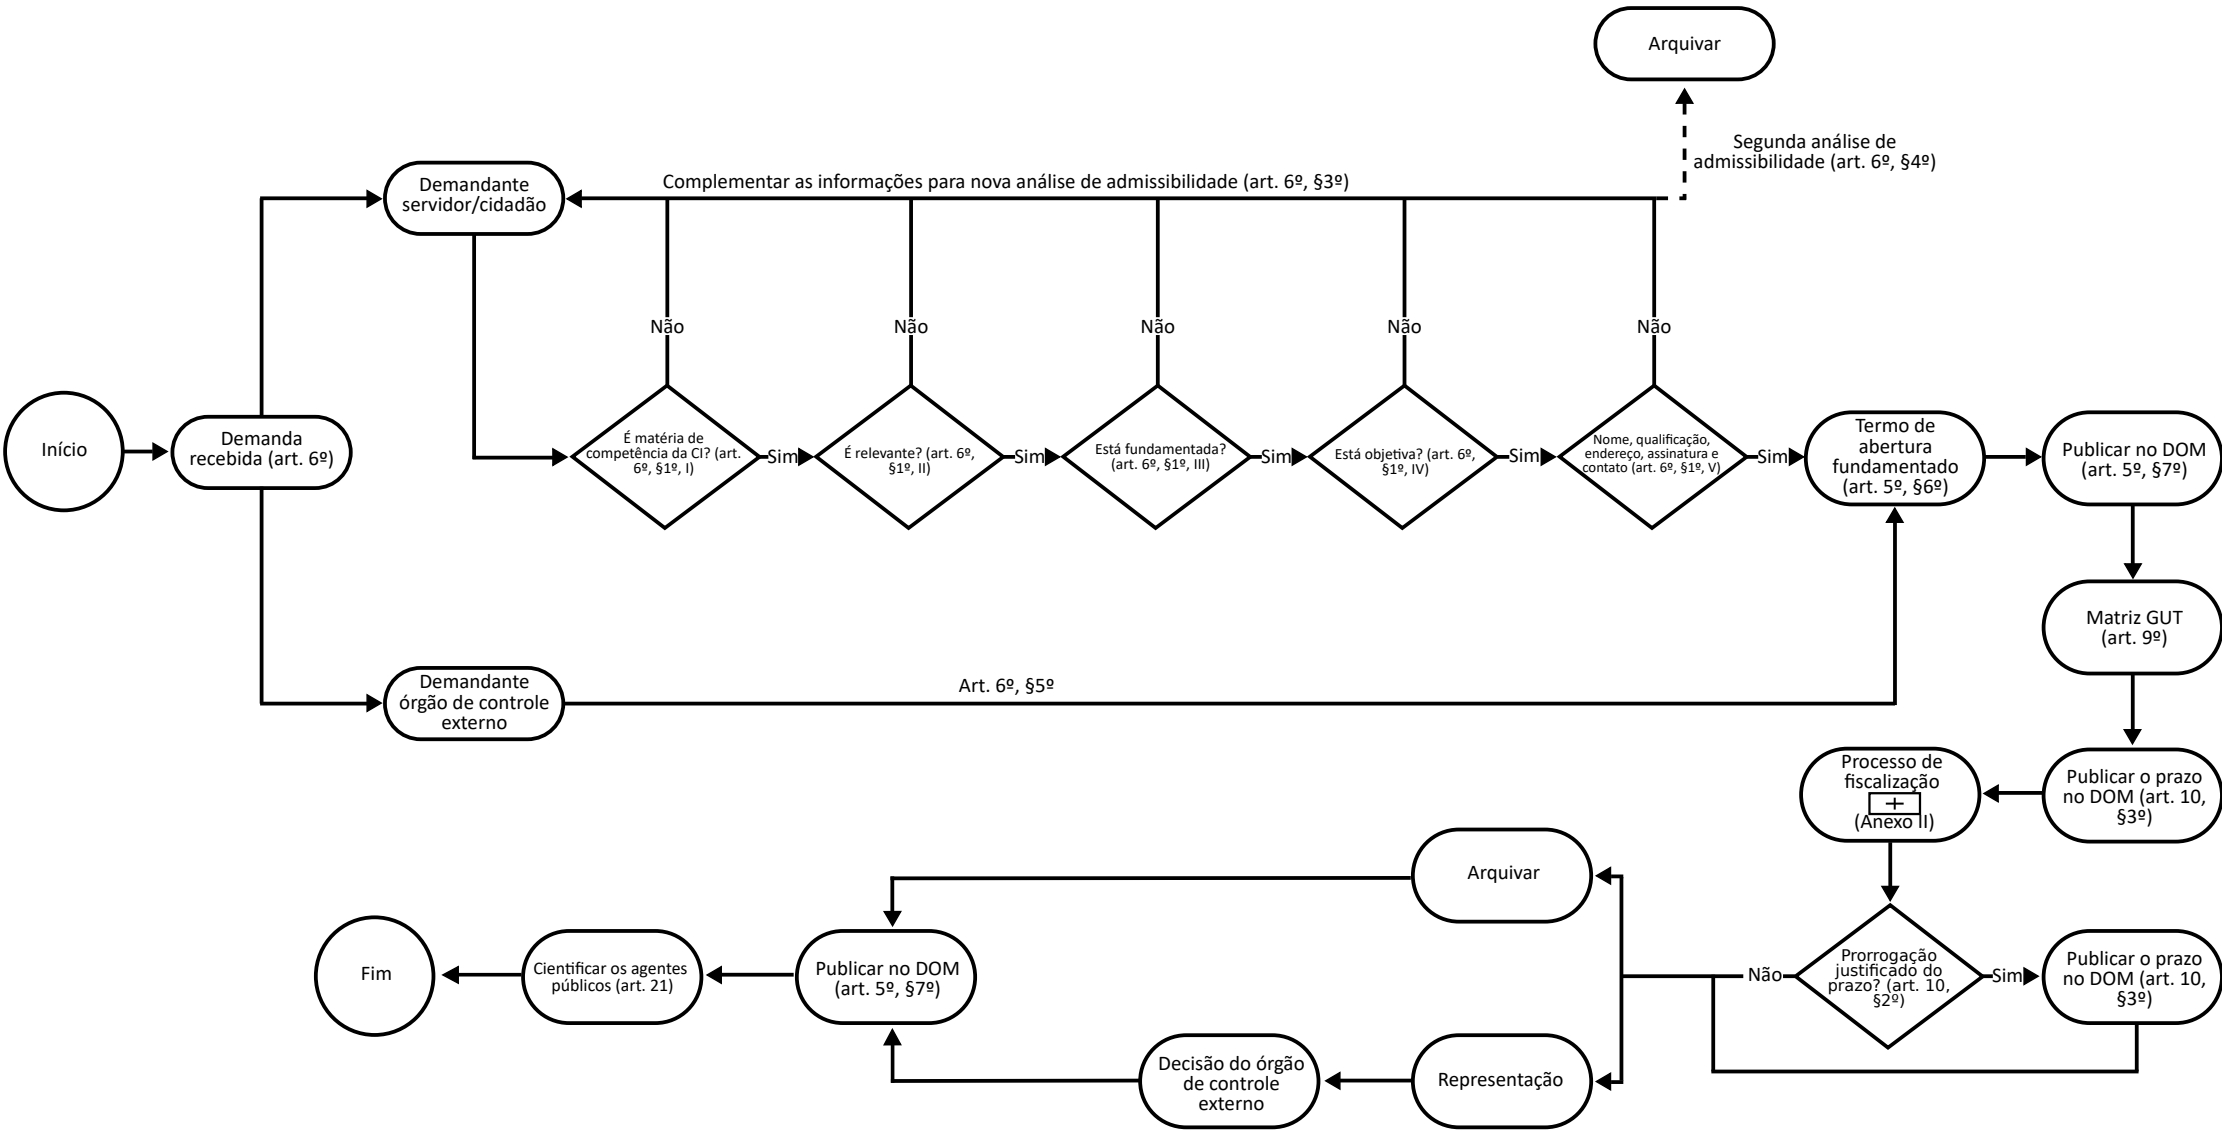 Arquivar
Segunda análise de
admissibilidade (art. 6º, §4º)
Demandante
servidor/cidadão
Complementar as informações para nova análise de admissibilidade (art. 6º, §3º)
Não
Não
Não
Não
Não
Início
Demanda
recebida (art. 6º)
É matéria de
competência da CI? (art.
6º, §1º, I)
Sim
É relevante? (art. 6º,
§1º, II)
Sim
Está fundamentada?
(art. 6º, §1º, III)
Sim
Está objetiva? (art. 6º,
§1º, IV)
Sim
Nome, qualificação,
endereço, assinatura e
contato (art. 6º, §1º, V)
Sim
Termo de
abertura
fundamentado
(art. 5º, §6º)
Publicar no DOM
(art. 5º, §7º)
Matriz GUT
(art. 9º)
Demandante
órgão de controle
externo
Art. 6º, §5º
Processo de
fiscalização
+
(Anexo II)
Publicar o prazo
no DOM (art. 10,
§3º)
Arquivar
Fim
Cientificar os agentes
públicos (art. 21)
Publicar no DOM
(art. 5º, §7º)
Não
Prorrogação
justificado do
prazo? (art. 10,
§2º)
Sim
Publicar o prazo
no DOM (art. 10,
§3º)
Decisão do órgão
de controle
externo
Representação